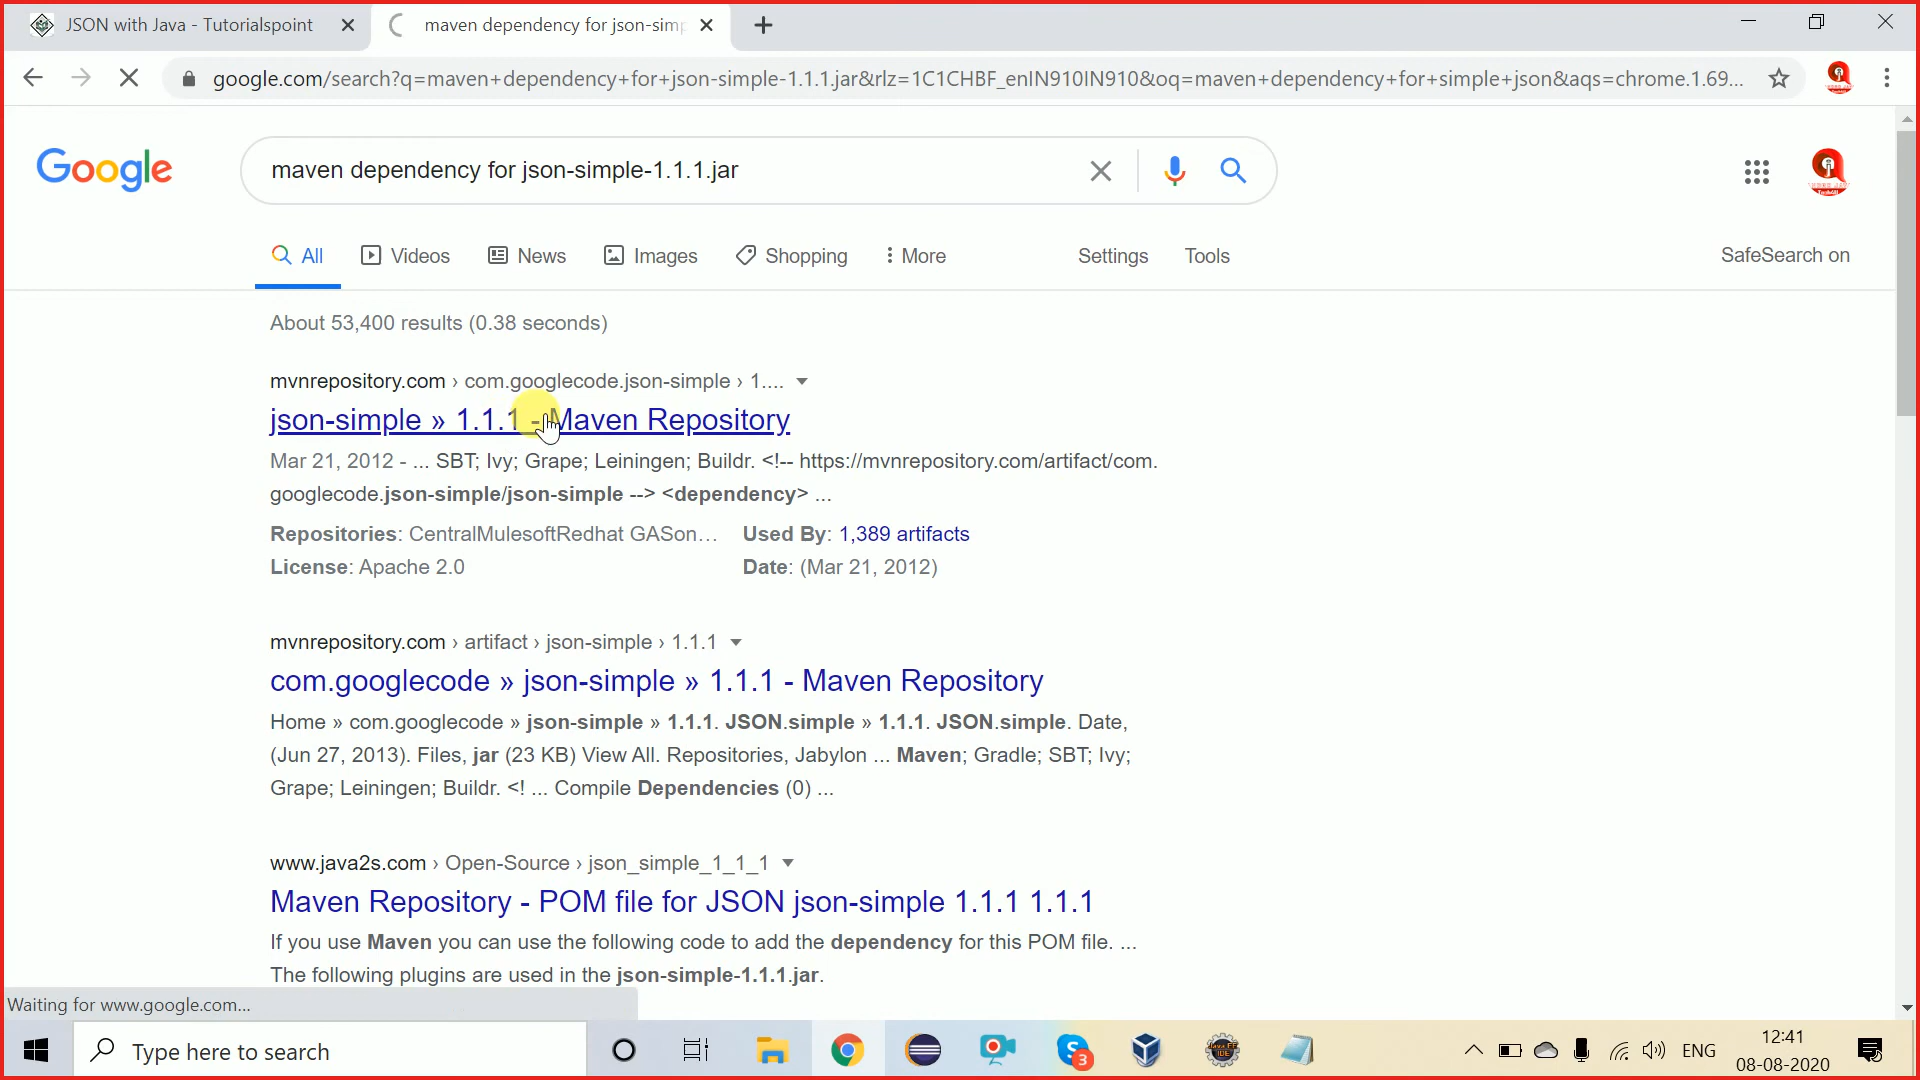 JSON with Java - Tutorialspoint
maven dependency for json-simp
google.com/search?q=maven+dependency+for+json-simple-1.1.1.jar&rlz=1C1CHBF_enIN910IN910&oq=maven+dependency+for+simple+json&aqs=chrome.1.69...
Google
maven dependency for json-simple-1.1.1.jar
All Videos News Images Shopping More Settings Tools SafeSearch on
About 53,400 results (0.38 seconds)
mvnrepository.com › com.googlecode.json-simple › 1....
json-simple » 1.1.1 - Maven Repository
Mar 21, 2012 - ... SBT; Ivy; Grape; Leiningen; Buildr. <!-- https://mvnrepository.com/artifact/com.
googlecode.json-simple/json-simple --> <dependency> ...
Repositories: CentralMulesoftRedhat GASon... Used By: 1,389 artifacts
License: Apache 2.0 Date: (Mar 21, 2012)
mvnrepository.com › artifact › json-simple › 1.1.1
com.googlecode » json-simple » 1.1.1 - Maven Repository
Home » com.googlecode » json-simple » 1.1.1. JSON.simple » 1.1.1. JSON.simple. Date,
(Jun 27, 2013). Files, jar (23 KB) View All. Repositories, Jabylon ... Maven; Gradle; SBT; Ivy;
Grape; Leiningen; Buildr. <! ... Compile Dependencies (0) ...
www.java2s.com › Open-Source › json_simple_1_1_1
Maven Repository - POM file for JSON json-simple 1.1.1 1.1.1
If you use Maven you can use the following code to add the dependency for this POM file. ...
The following plugins are used in the json-simple-1.1.1.jar.
Waiting for www.google.com...
Type here to search
3
ENG
12:41
08-08-2020